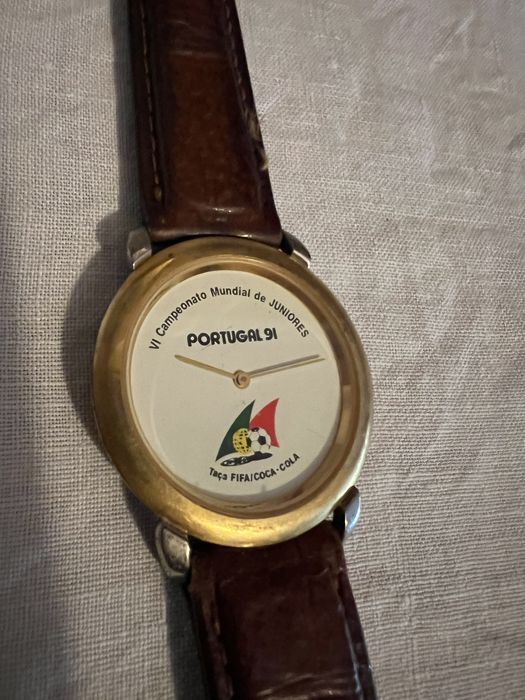 VI Campeonato Mundial de JUNIORES
PORTUGAL 91
Taça FIFA/COCA-COLA